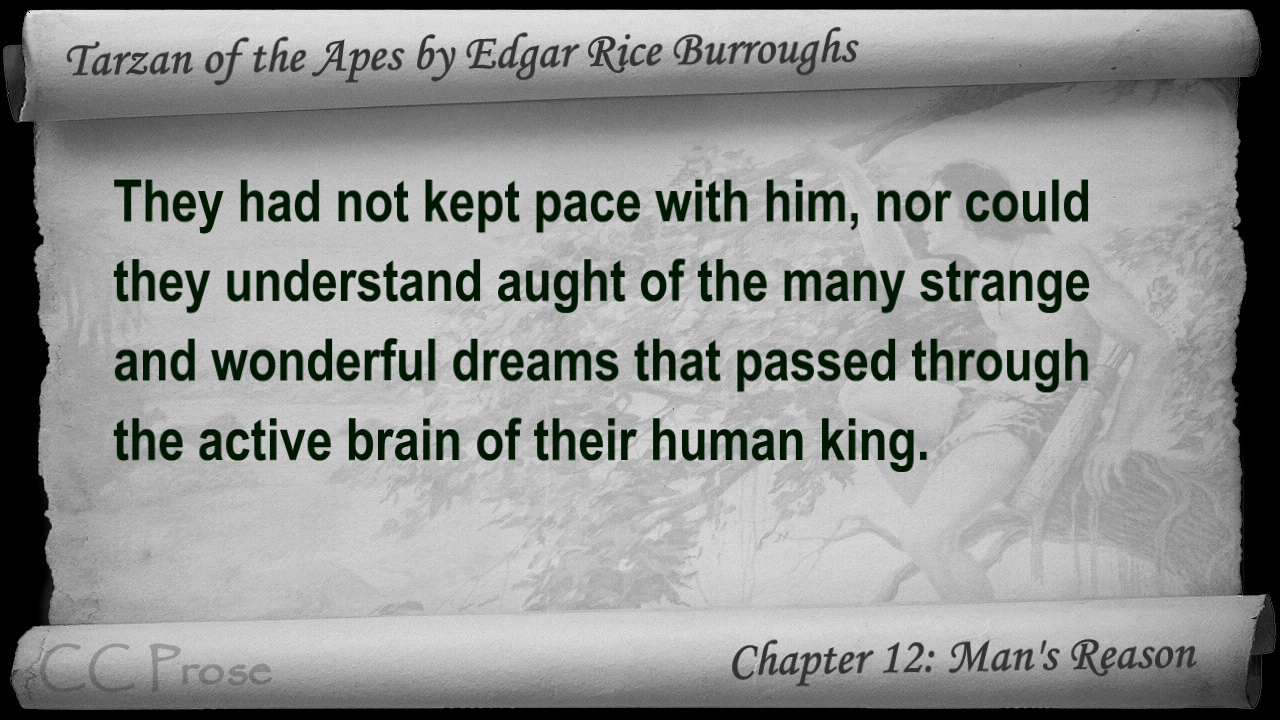 Tarzan of the Apes by Edgar Rice Burroughs
They had not kept pace with him, nor could
they understand aught of the many strange
and wonderful dreams that passed through
the active brain of their human king.
CC Prose
Chapter 12: Man's Reason